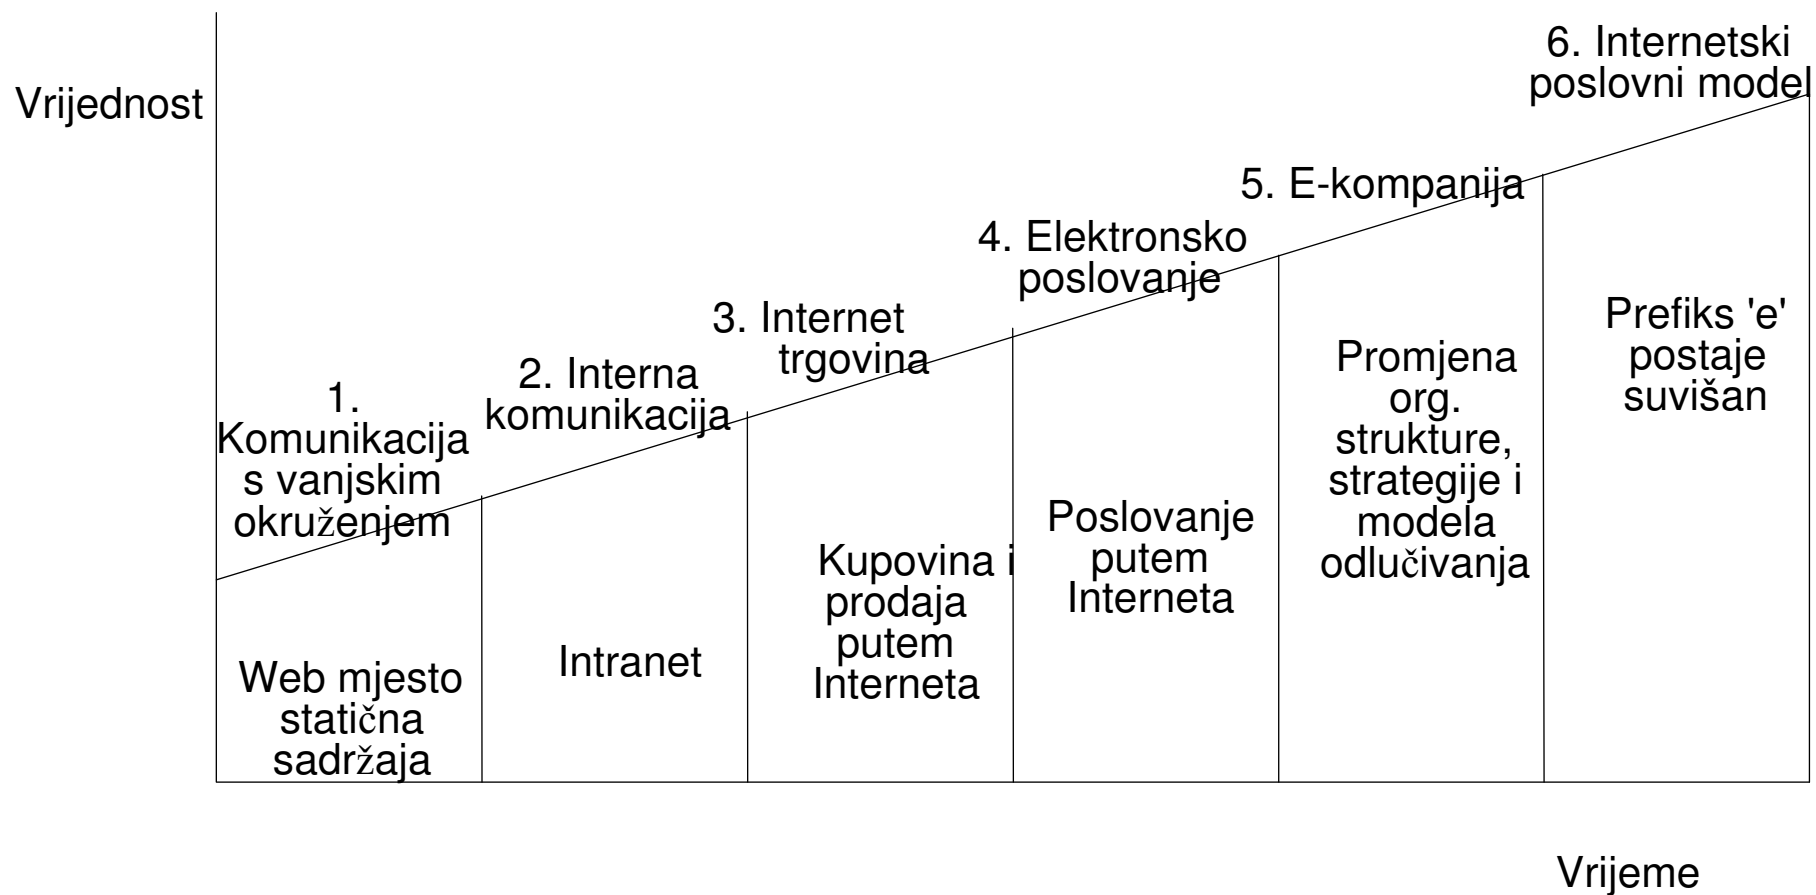 Vrijednost
6. Internetski
poslovni model
5. E-kompanija
4. Elektronsko
poslovanje
3. Internet
trgovina
2. Interna
komunikacija
1.
Komunikacija
s vanjskim
okruženjem
Web mjesto
statična
sadržaja
Intranet
Kupovina i
prodaja
putem
Interneta
Poslovanje
putem
Interneta
Promjena
org.
strukture,
strategije i
modela
odlučivanja
Prefiks 'e'
postaje
suvišan
Vrijeme